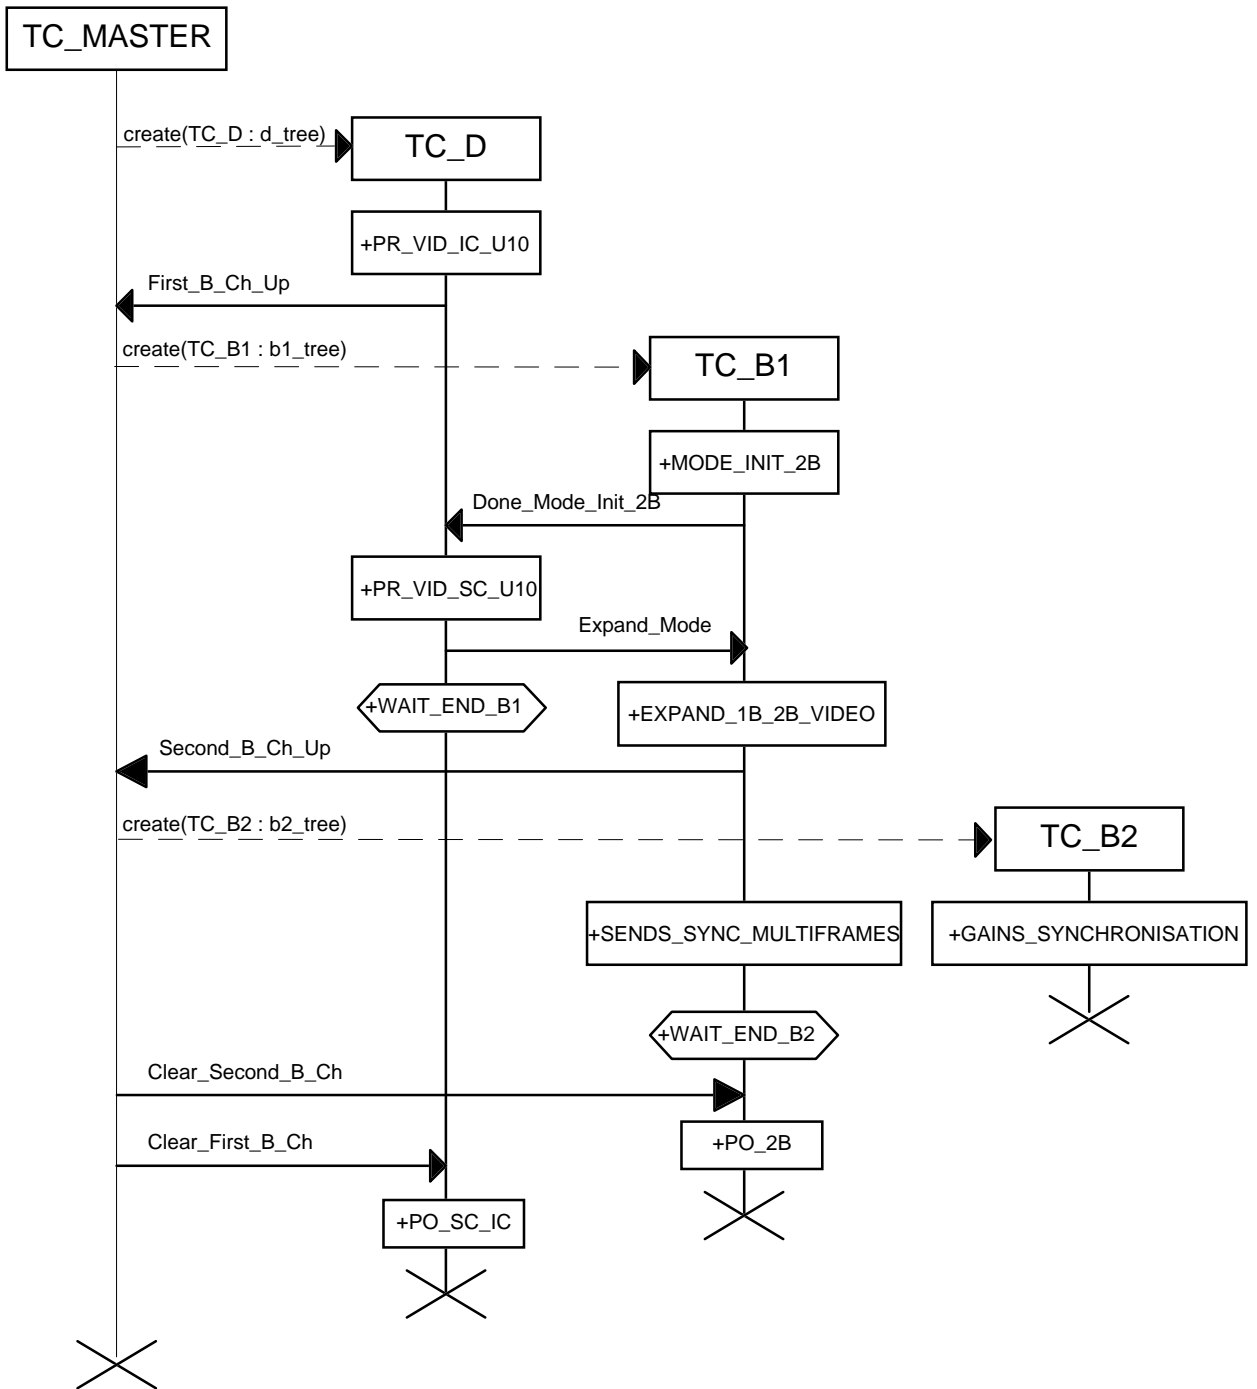 TC_MASTER
create(TC_D : d_tree)
TC_D
+PR_VID_IC_U10
First_B_Ch_Up
create(TC_B1 : b1_tree)
TC_B1
+MODE_INIT_2B
Done_Mode_Init_2B
+PR_VID_SC_U10
Expand_Mode
+WAIT_END_B1
+EXPAND_1B_2B_VIDEO
Second_B_Ch_Up
create(TC_B2 : b2_tree)
TC_B2
+SENDS_SYNC_MULTIFRAMES
+GAINS_SYNCHRONISATION
+WAIT_END_B2
Clear_Second_B_Ch
Clear_First_B_Ch
+PO_2B
+PO_SC_IC